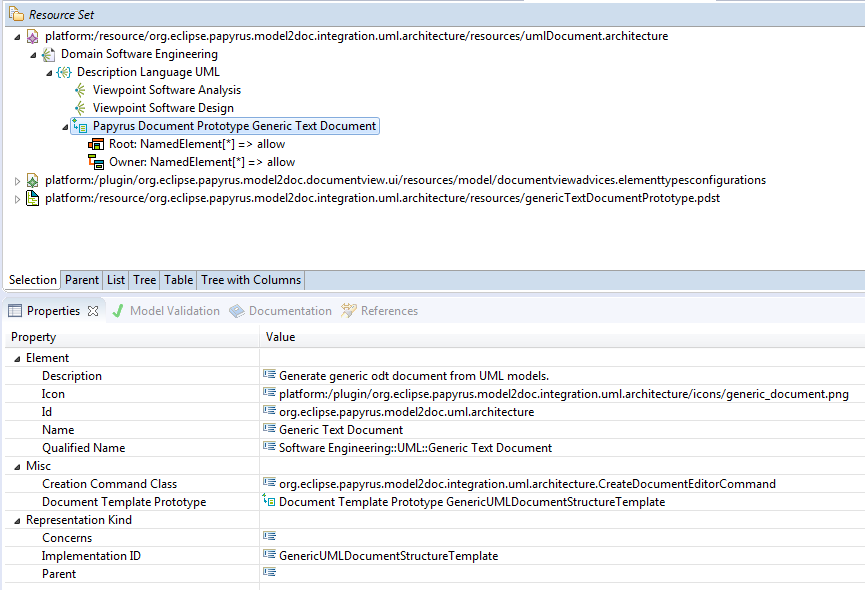 Resource Set
platform:/resource/org.eclipse.papyrus.model2doc.integration.uml.architecture/resources/umlDocument.architecture
Domain Software Engineering
Description Language UML
Viewpoint Software Analysis
Viewpoint Software Design
Papyrus Document Prototype Generic Text Document
Root: NamedElement[*] => allow
Owner: NamedElement[*] => allow
platform:/plugin/org.eclipse.papyrus.model2doc.documentview.ui/resources/model/documentviewadvices.elementtypesconfigurations
platform:/resource/org.eclipse.papyrus.model2doc.integration.uml.architecture/resources/genericTextDocumentPrototype.pdst
Selection Parent List Tree Table Tree with Columns
Properties Model Validation Documentation References
Property Value
Element
Description Generate generic odt document from UML models.
Icon platform:/plugin/org.eclipse.papyrus.model2doc.integration.uml.architecture/icons/generic_document.png
Id org.eclipse.papyrus.model2doc.uml.architecture
Name Generic Text Document
Qualified Name Software Engineering::UML::Generic Text Document
Misc
Creation Command Class org.eclipse.papyrus.model2doc.integration.uml.architecture.CreateDocumentEditorCommand
Document Template Prototype Document Template Prototype GenericUMLDocumentStructureTemplate
Representation Kind
Concerns
Implementation ID GenericUMLDocumentStructureTemplate
Parent